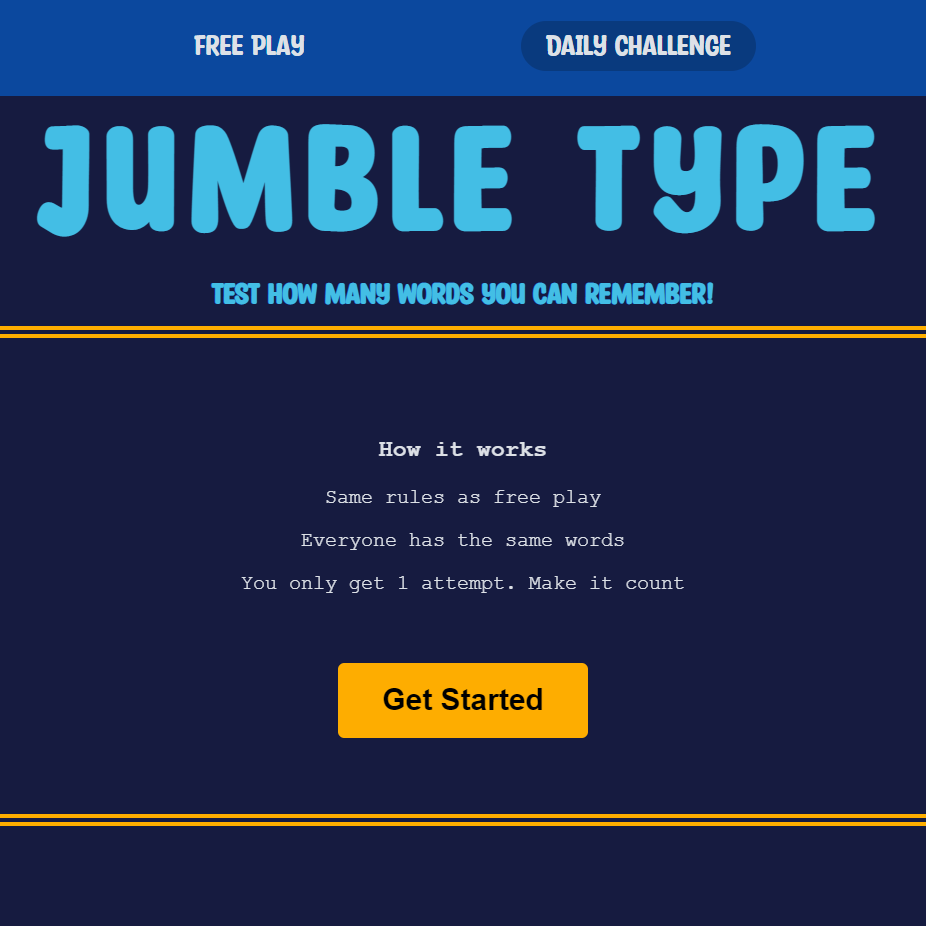 FREE PLAY DAILY CHALLENGE
JUMBLE TYPE
TEST HOW MANY WORDS YOU CAN REMEMBER!
How it works
Same rules as free play
Everyone has the same words
You only get 1 attempt. Make it count
Get Started